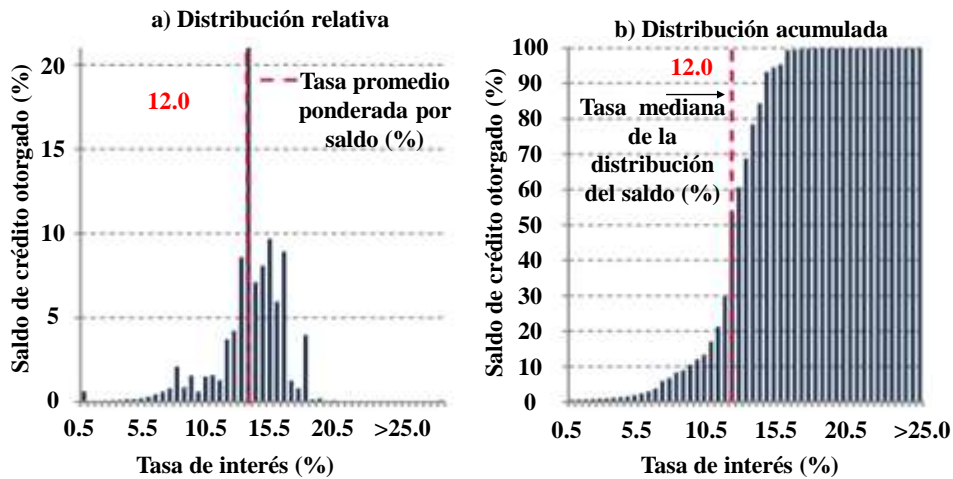 a) Distribución relativa
Saldo de crédito otorgado (%)
20
15
10
5
0
12.0
Tasa promedio
ponderada por
saldo (%)
0.5 5.5 10.5 15.5 20.5 >25.0
Tasa de interés (%)
b) Distribución acumulada
Saldo de crédito otorgado (%)
100
90
80
70
60
50
40
30
20
10
0
12.0
Tasa mediana
de la
distribución
del saldo (%)
0.5 5.5 10.5 15.5 20.5 >25.0
Tasa de interés (%)